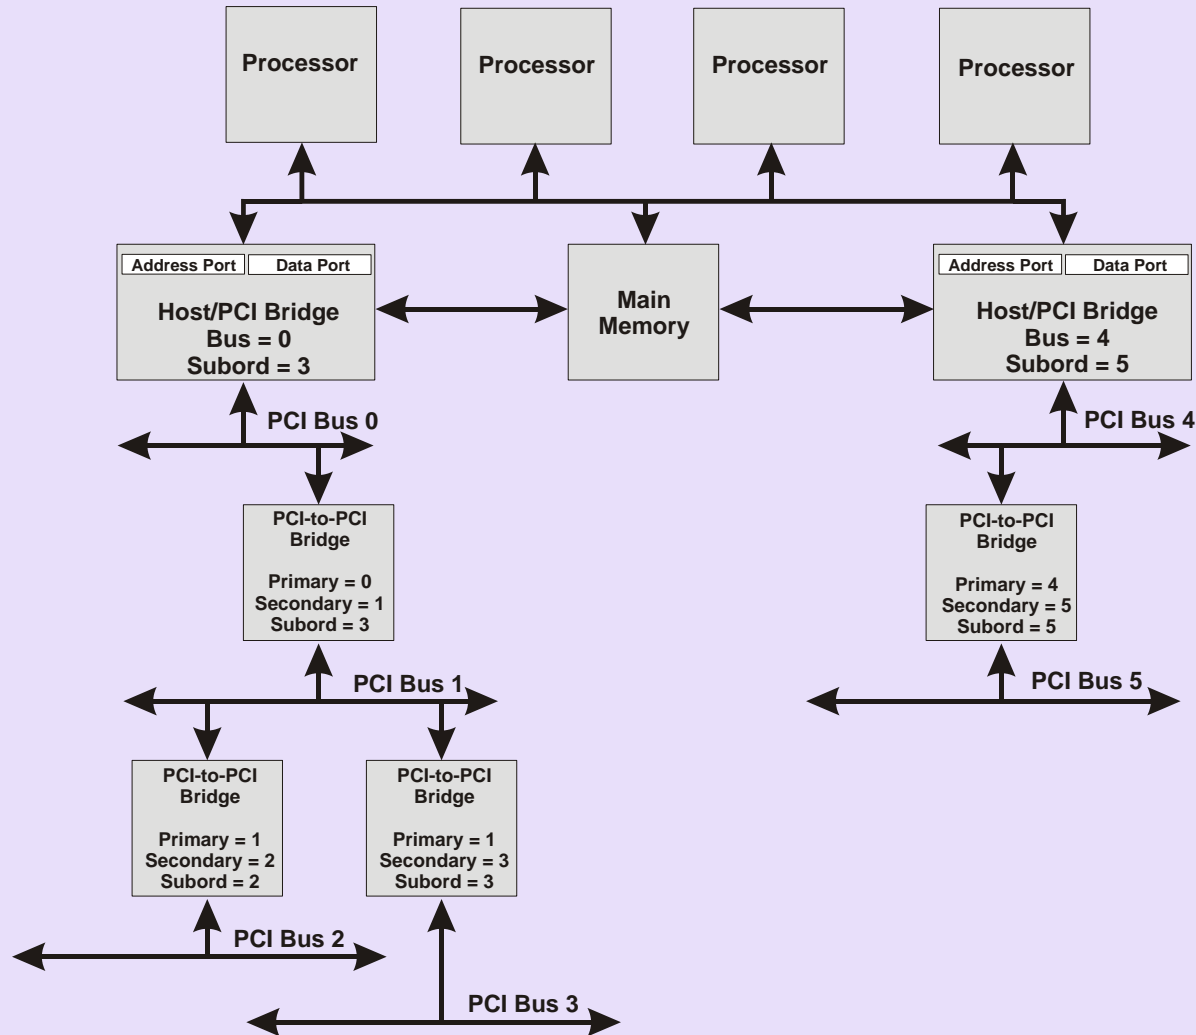 Processor
Processor
Processor
Processor
Address Port
Data Port
Host/PCI Bridge
Bus = 0
Subord = 3
Main
Memory
Address Port
Data Port
Host/PCI Bridge
Bus = 4
Subord = 5
PCI Bus 0
PCI Bus 4
PCI-to-PCI
Bridge
Primary = 0
Secondary = 1
Subord = 3
PCI-to-PCI
Bridge
Primary = 4
Secondary = 5
Subord = 5
PCI Bus 1
PCI Bus 5
PCI-to-PCI
Bridge
Primary = 1
Secondary = 2
Subord = 2
PCI-to-PCI
Bridge
Primary = 1
Secondary = 3
Subord = 3
PCI Bus 2
PCI Bus 3